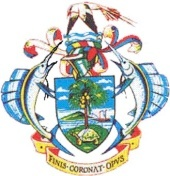 FINIS · CORONAT · OPVS